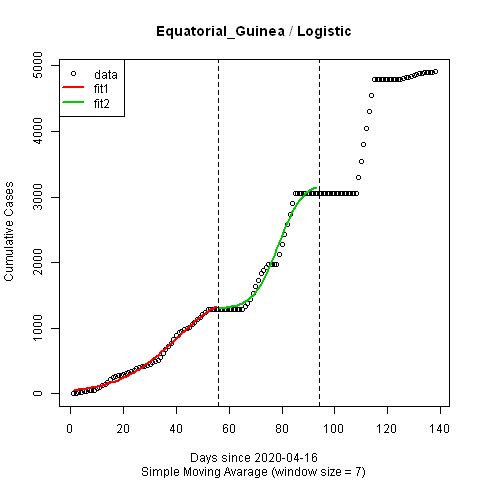 Equatorial_Guinea / Logistic
data
fit1
fit2
Cumulative Cases
0
1000
2000
3000
4000
5000
0
20
40
60
80
100
120
140
Days since 2020-04-16
Simple Moving Avarage (window size = 7)